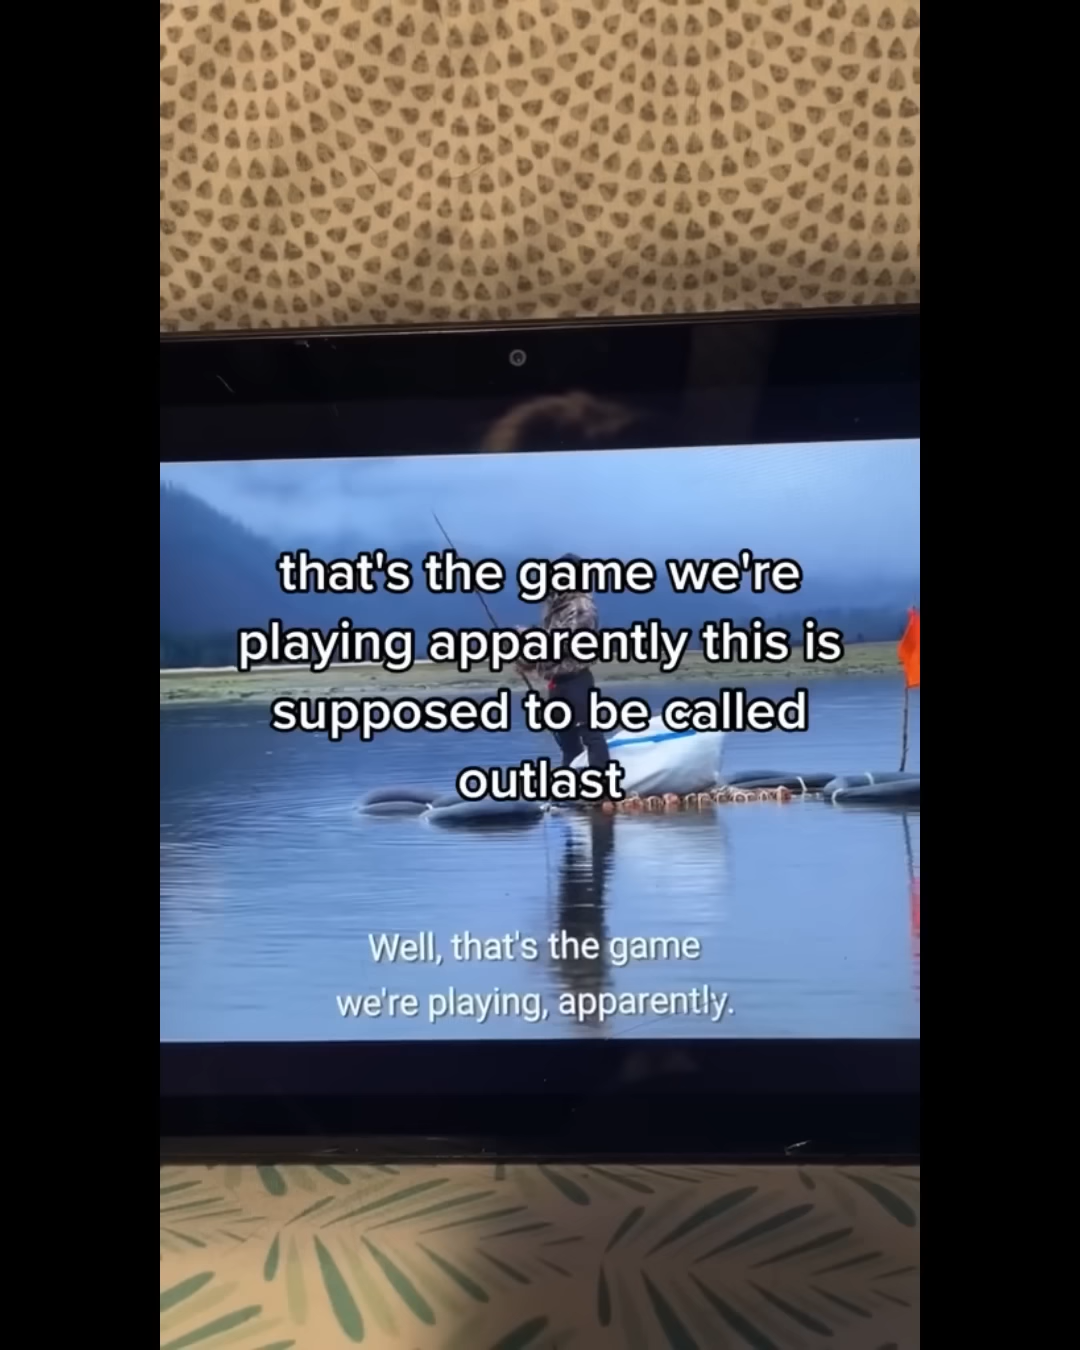 that's the game we're
playing apparently this is
supposed to be called
outlast
Well, that's the game
we're playing, apparently.